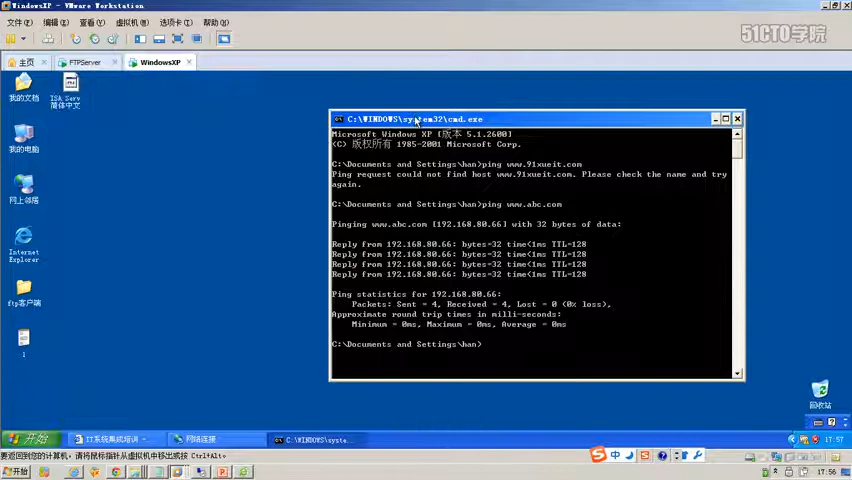 WindowsXP - VMware Workstation
文件(F) 编辑(E) 查看(V) 虚拟机(M) 选项卡(T) 帮助(H)
51CTO学院
主页 FTPServer WindowsXP
我的文档
ISA Serv
简体中文
我的电脑
网上邻居
Internet
Explorer
ftp客户端
1
C:\WINDOWS\system32\cmd.exe
Microsoft Windows XP [版本 5.1.2600]
(C) 版权所有 1985-2001 Microsoft Corp.
C:\Documents and Settings\han>ping www.91xueit.com
Ping request could not find host www.91xueit.com. Please check the name and try
again.
C:\Documents and Settings\han>ping www.abc.com
Pinging www.abc.com [192.168.80.66] with 32 bytes of data:
Reply from 192.168.80.66: bytes=32 time<1ms TTL=128
Reply from 192.168.80.66: bytes=32 time<1ms TTL=128
Reply from 192.168.80.66: bytes=32 time<1ms TTL=128
Reply from 192.168.80.66: bytes=32 time<1ms TTL=128
Ping statistics for 192.168.80.66:
Packets: Sent = 4, Received = 4, Lost = 0 (0% loss),
Approximate round trip times in milli-seconds:
Minimum = 0ms, Maximum = 0ms, Average = 0ms
C:\Documents and Settings\han>
回收站
开始 IT系统集成培训 - ... 网络连接 C:\WINDOWS\syste... 17:57
要返回到您的计算机，请将鼠标指针从虚拟机中移出或按 Ctrl+Alt。
中
开始 17:56